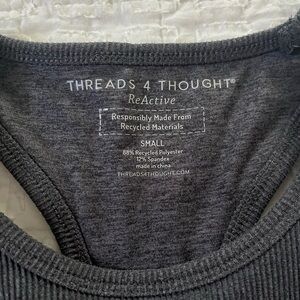 THREADS 4 THOUGHT®
ReActive
Responsibly Made From
Recycled Materials
SMALL
88% Recycled Polyester
12% Spandex
made in china
THREADS4THOUGHT.COM